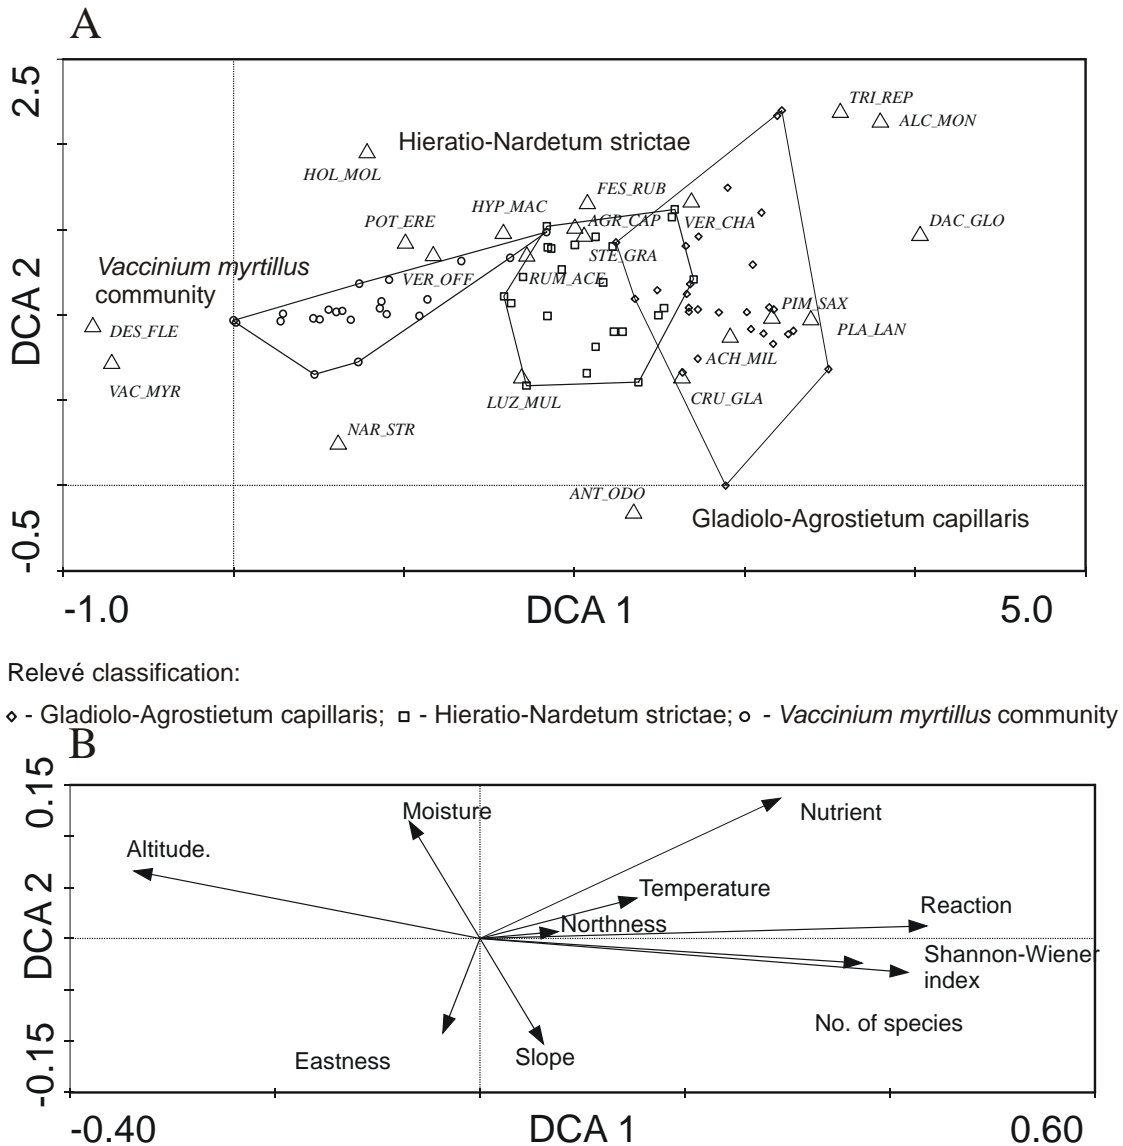 A
2.5
TRI_REP
ALC_MON
Hieratio-Nardetum strictae
HOL_MOL
FES_RUB
HYP_MAC
POT_ERE
AGR_CAP
VER_CHA
DAC_GLO
STE_GRA
Vaccinium myrtillus
community
VER_OFF
RUM_ACE
DCA 2
PIM_SAX
DES_FLE
PLA_LAN
ACH_MIL
VAC_MYR
LUZ_MUL
CRU_GLA
NAR_STR
ANT_ODO
Gladiolo-Agrostietum capillaris
-0.5
-1.0
DCA 1
5.0
Relevé classification:
- Gladiolo-Agrostietum capillaris; - Hieratio-Nardetum strictae; - Vaccinium myrtillus community
B
0.15
Moisture
Nutrient
Altitude.
Temperature
Reaction
Northness
DCA 2
Shannon-Wiener
index
No. of species
Eastness
Slope
-0.15
-0.40
DCA 1
0.60